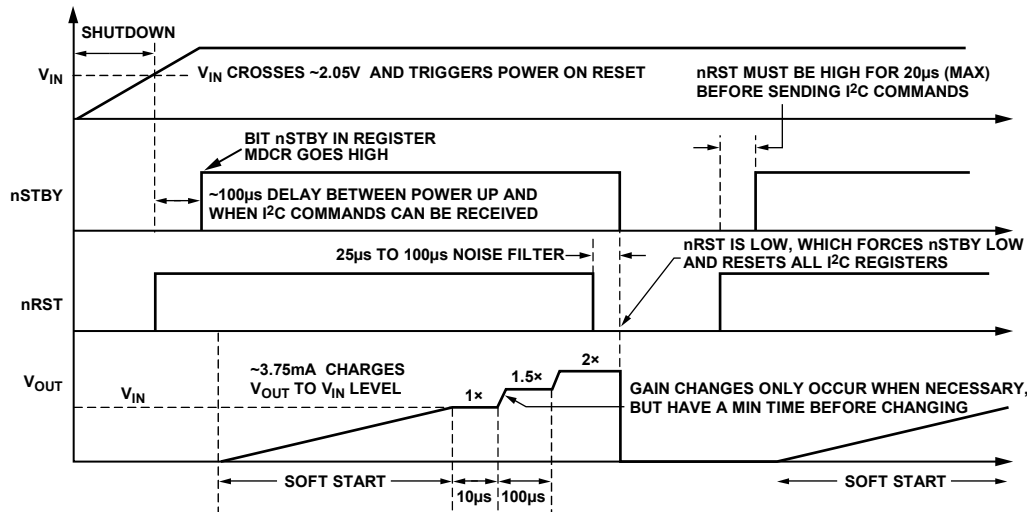 SHUTDOWN
V_IN
V_IN CROSSES ~2.05V AND TRIGGERS POWER ON RESET
nRST MUST BE HIGH FOR 20µs (MAX)
BEFORE SENDING I²C COMMANDS
BIT nSTBY IN REGISTER
MDCR GOES HIGH
nSTBY
~100µs DELAY BETWEEN POWER UP AND
WHEN I²C COMMANDS CAN BE RECEIVED
25µs TO 100µs NOISE FILTER
nRST IS LOW, WHICH FORCES nSTBY LOW
AND RESETS ALL I²C REGISTERS
nRST
V_OUT
~3.75mA CHARGES
V_OUT TO V_IN LEVEL
V_IN
1×
1.5×
2×
GAIN CHANGES ONLY OCCUR WHEN NECESSARY,
BUT HAVE A MIN TIME BEFORE CHANGING
SOFT START
10µs
100µs
SOFT START